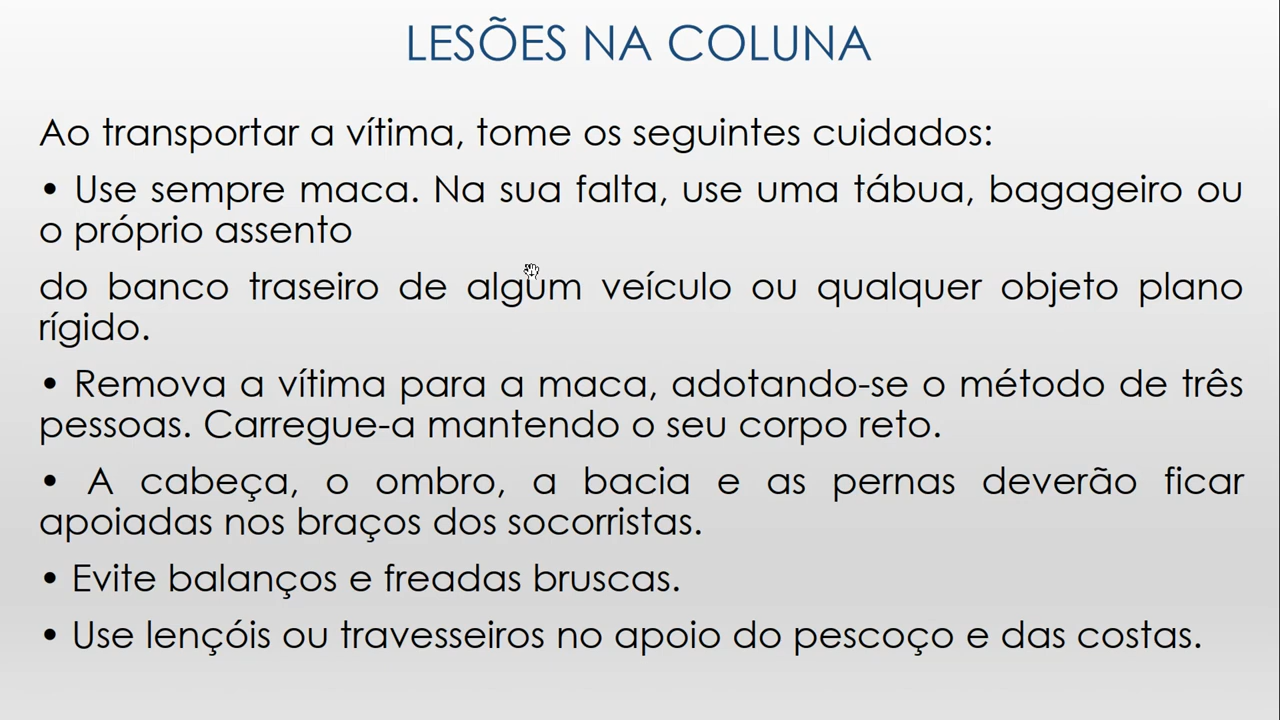 LESÕES NA COLUNA
Ao transportar a vítima, tome os seguintes cuidados:
• Use sempre maca. Na sua falta, use uma tábua, bagageiro ou
o próprio assento
do banco traseiro de algum veículo ou qualquer objeto plano
rígido.
• Remova a vítima para a maca, adotando-se o método de três
pessoas. Carregue-a mantendo o seu corpo reto.
• A cabeça, o ombro, a bacia e as pernas deverão ficar
apoiadas nos braços dos socorristas.
• Evite balanços e freadas bruscas.
• Use lençóis ou travesseiros no apoio do pescoço e das costas.